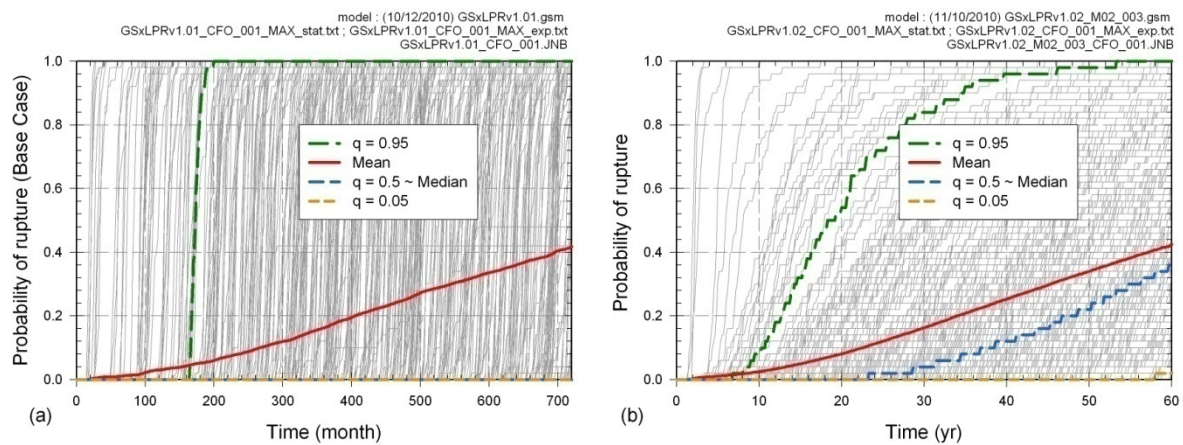 model : (10/12/2010) GSxLPRv1.01.gsm
GSxLPRv1.01_CFO_001_MAX_stat.txt ; GSxLPRv1.01_CFO_001_MAX_exp.txt
GSxLPRv1.01_CFO_001.JNB
Probability of rupture (Base Case)
1.0
0.8
0.6
0.4
0.2
0.0
q = 0.95
Mean
q = 0.5 ~ Median
q = 0.05
0 100 200 300 400 500 600 700
(a)
Time (month)
model : (11/10/2010) GSxLPRv1.02_M02_003.gsm
GSxLPRv1.02_CFO_001_MAX_stat.txt ; GSxLPRv1.02_CFO_001_MAX_exp.txt
GSxLPRv1.02_M02_003_CFO_001.JNB
Probability of rupture
1.0
0.8
0.6
0.4
0.2
0.0
q = 0.95
Mean
q = 0.5 ~ Median
q = 0.05
0 10 20 30 40 50 60
(b)
Time (yr)